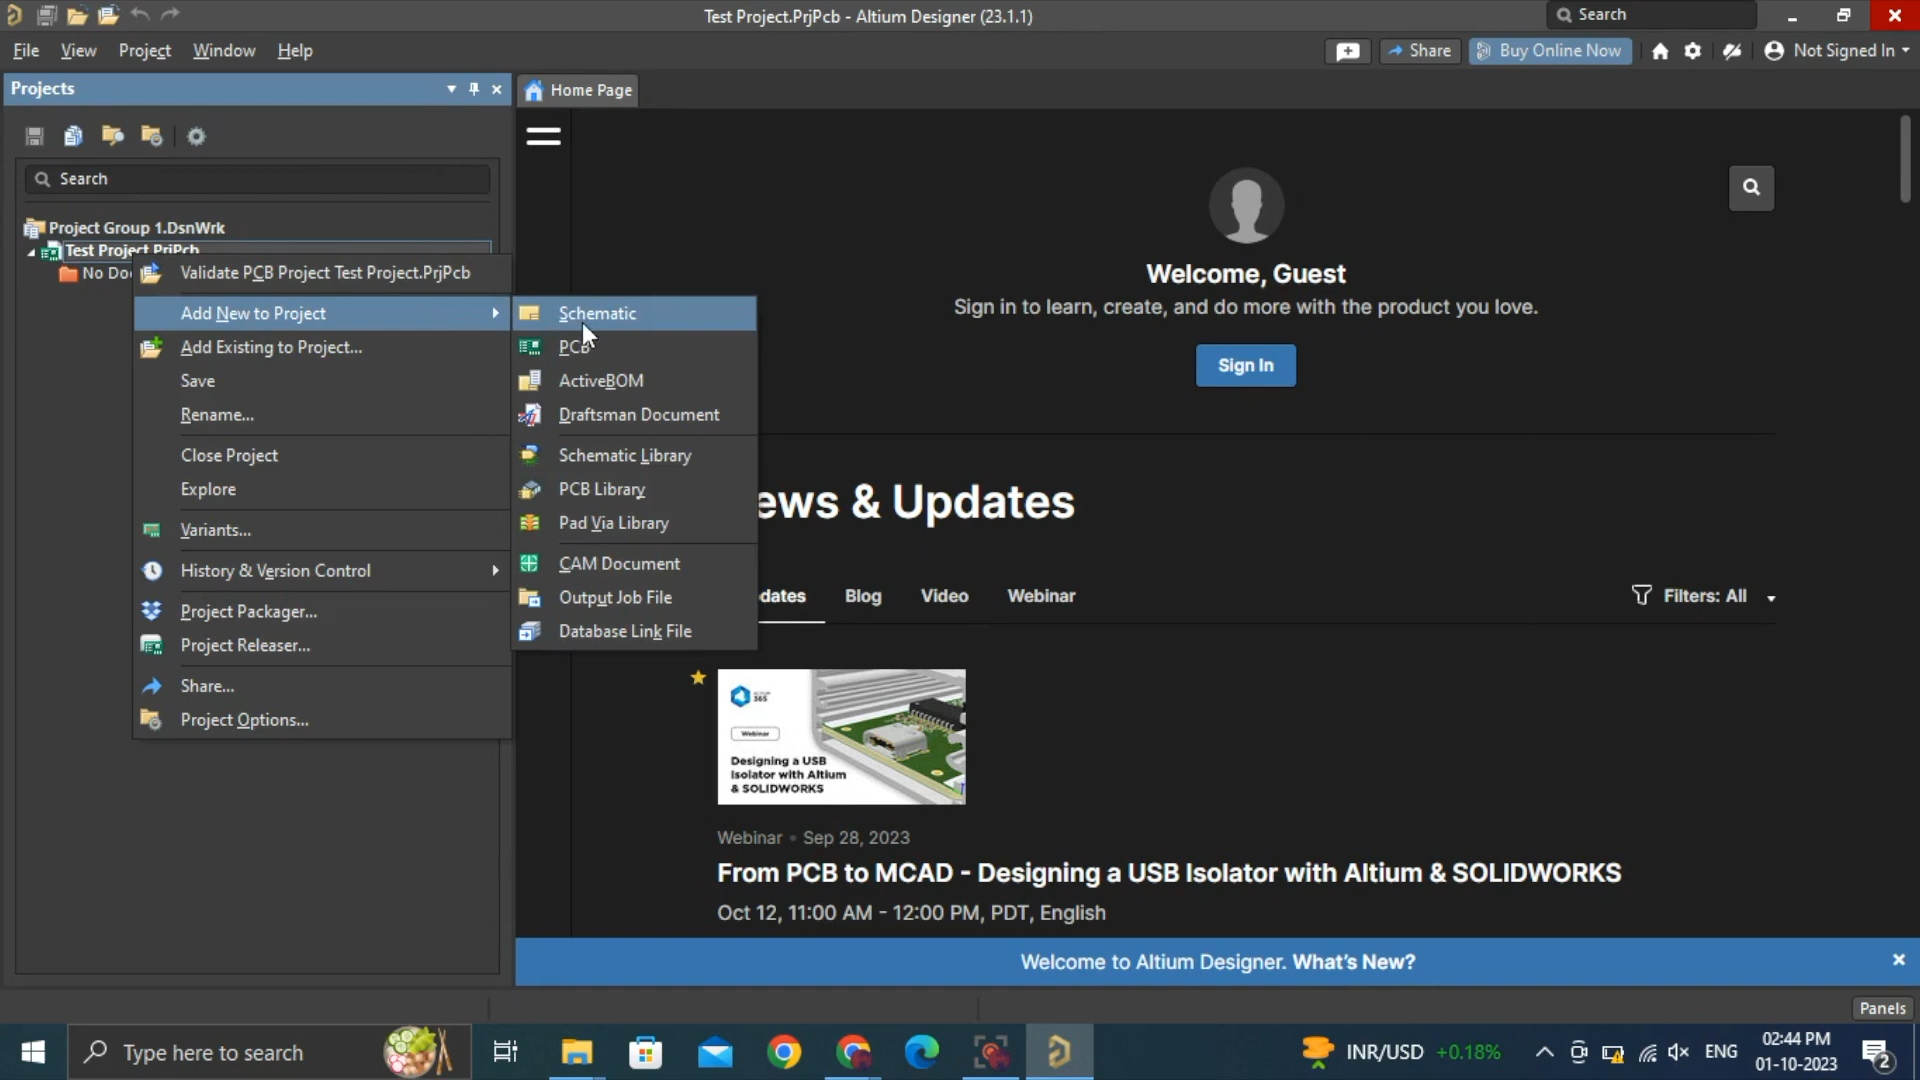 Test Project.PrjPcb - Altium Designer (23.1.1)
Search
File View Project Window Help
Share
Buy Online Now
Not Signed In
Projects
Home Page
Search
Project Group 1.DsnWrk
Test Project.PrjPcb
No Do
Validate PCB Project Test Project.PrjPcb
Add New to Project
Add Existing to Project...
Save
Rename...
Close Project
Explore
Variants...
History & Version Control
Project Packager...
Project Releaser...
Share...
Project Options...
Schematic
PCB
ActiveBOM
Draftsman Document
Schematic Library
PCB Library
Pad Via Library
CAM Document
Output Job File
Database Link File
Welcome, Guest
Sign in to learn, create, and do more with the product you love.
Sign In
ews & Updates
dates Blog Video Webinar
Filters: All
ALTIUM
365
Webinar
Designing a USB
Isolator with Altium
& SOLIDWORKS
Webinar • Sep 28, 2023
From PCB to MCAD - Designing a USB Isolator with Altium & SOLIDWORKS
Oct 12, 11:00 AM - 12:00 PM, PDT, English
Welcome to Altium Designer. What's New?
Panels
Type here to search
INR/USD +0.18%
ENG
02:44 PM
01-10-2023
2